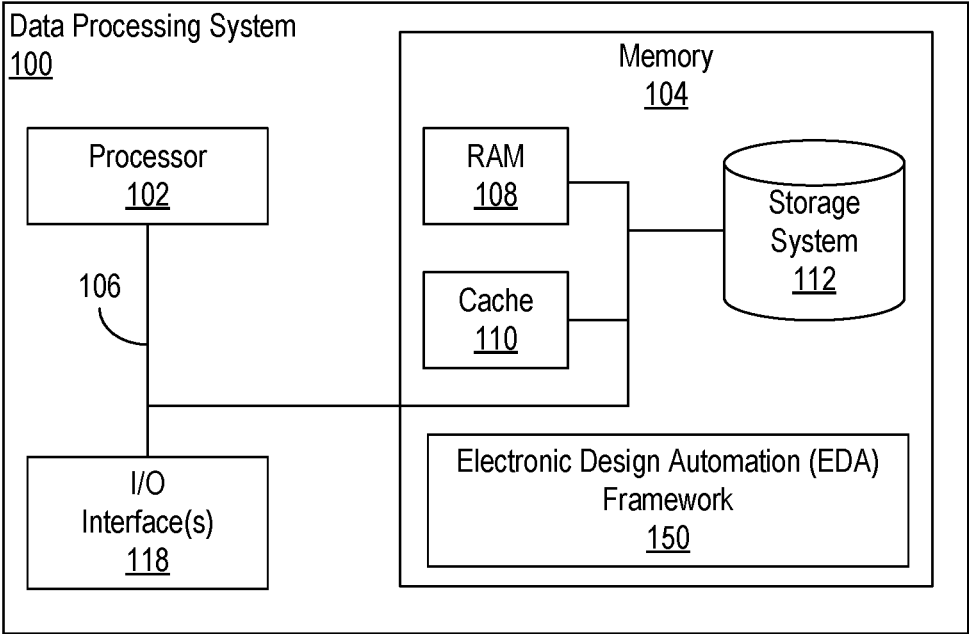 Data Processing System
100
Memory
104
Processor
102
RAM
108
Storage
System
112
106
Cache
110
I/O
Interface(s)
118
Electronic Design Automation (EDA)
Framework
150